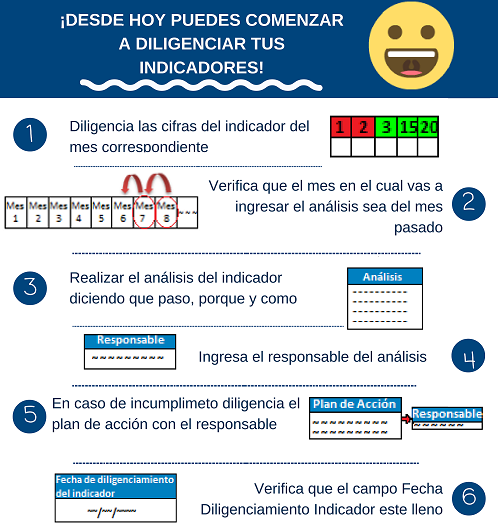 ¡DESDE HOY PUEDES COMENZAR
A DILIGENCIAR TUS
INDICADORES!
1
Diligencia las cifras del indicador del
mes correspondiente
1 2 3 15 20
Verifica que el mes en el cual vas a
ingresar el análisis sea del mes
pasado
2
Mes Mes Mes Mes Mes Mes Mes Mes
1 2 3 4 5 6 7 8 ~~~
3
Realizar el análisis del indicador
diciendo que paso, porque y como
Análisis
Responsable
~~~~~~~~~
Ingresa el responsable del análisis
4
5
En caso de incumplimeto diligencia el
plan de acción con el responsable
Plan de Acción
~~~~~~~~~
~~~~~~~~~
Responsable
~~~~~~
Fecha de diligenciamiento
del indicador
~~/~~/~~~
Verifica que el campo Fecha
Diligenciamiento Indicador este lleno
6